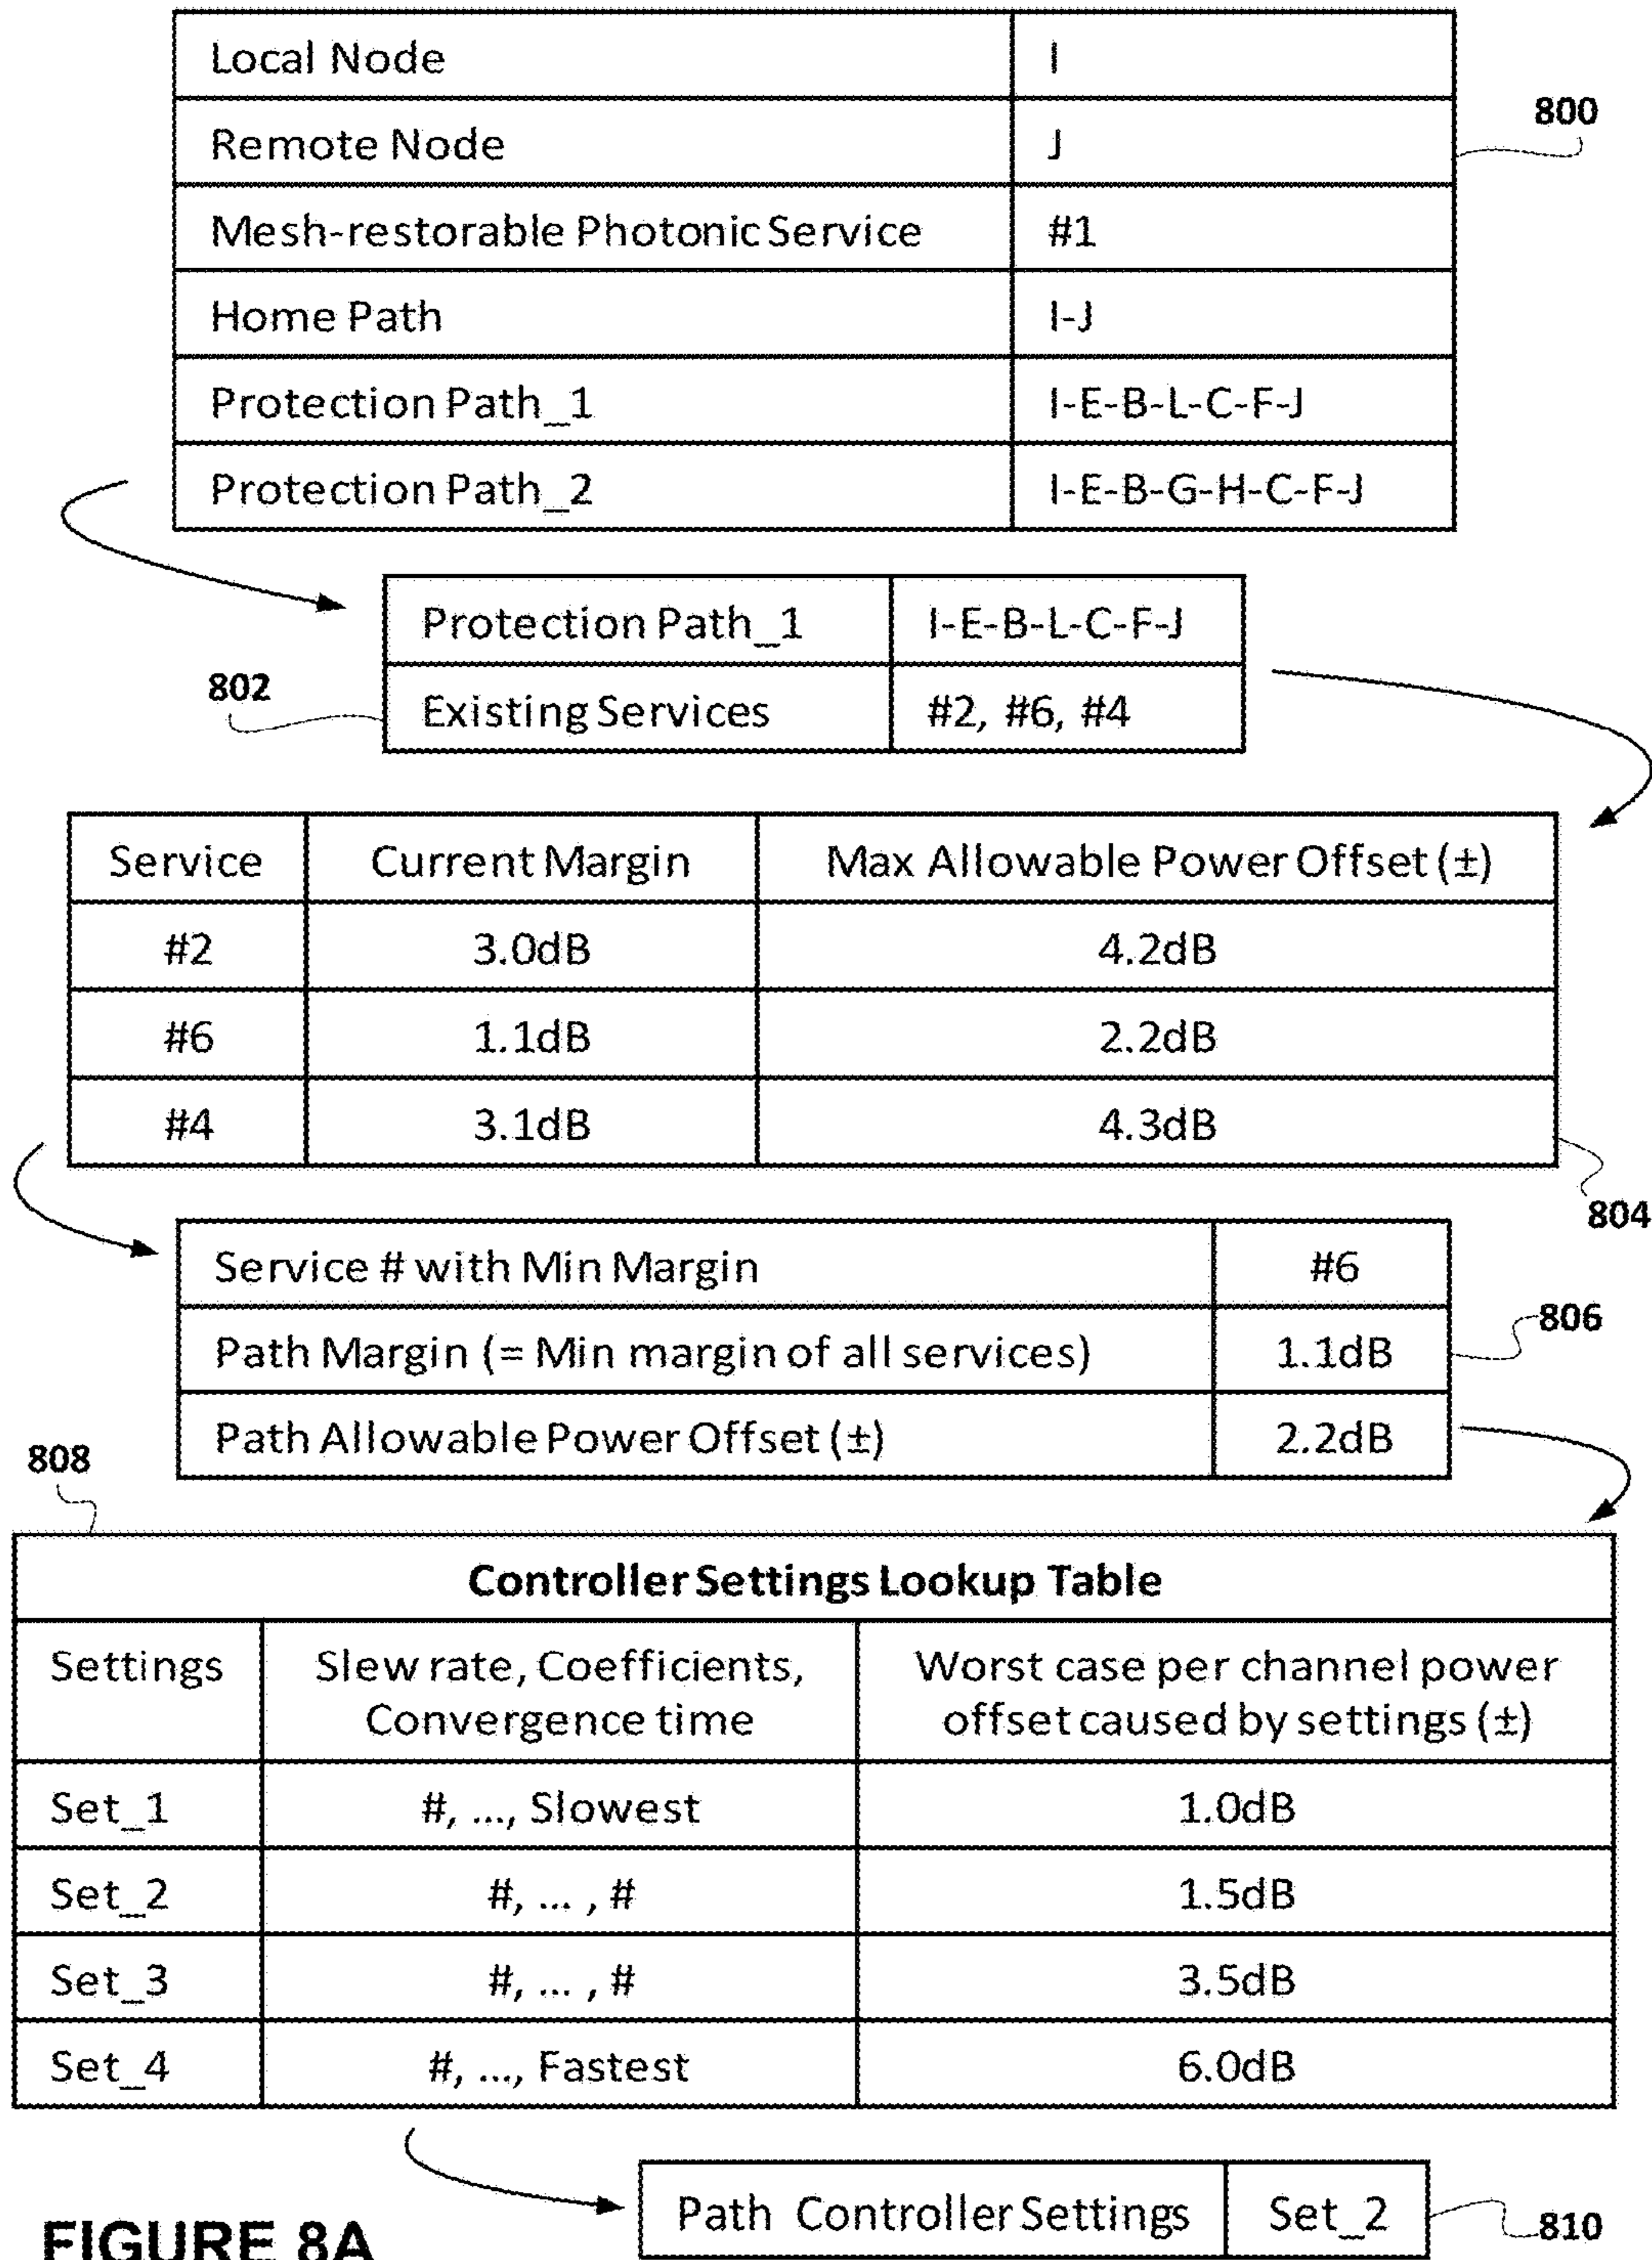 Local Node I
800
Remote Node J
Mesh-restorable Photonic Service #1
Home Path I-J
Protection Path_1 I-E-B-L-C-F-J
Protection Path_2 I-E-B-G-H-C-F-J
Protection Path_1 I-E-B-L-C-F-J
802
Existing Services #2, #6, #4
Service Current Margin Max Allowable Power Offset (±)
#2 3.0dB 4.2dB
#6 1.1dB 2.2dB
#4 3.1dB 4.3dB
804
Service # with Min Margin #6
806
Path Margin (= Min margin of all services) 1.1dB
Path Allowable Power Offset (±) 2.2dB
808
Controller Settings Lookup Table
Settings Slew rate, Coefficients, Worst case per channel power
Convergence time offset caused by settings (±)
Set_1 #, ..., Slowest 1.0dB
Set_2 #, ... , # 1.5dB
Set_3 #, ... , # 3.5dB
Set_4 #, ..., Fastest 6.0dB
Path Controller Settings Set_2
810
FIGURE 8A